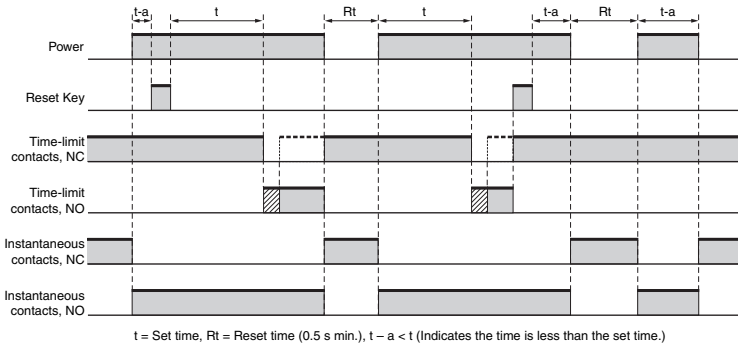 t-a t Rt t t-a Rt t-a
Power
Reset Key
Time-limit
contacts, NC
Time-limit
contacts, NO
Instantaneous
contacts, NC
Instantaneous
contacts, NO
t = Set time, Rt = Reset time (0.5 s min.), t – a < t (Indicates the time is less than the set time.)